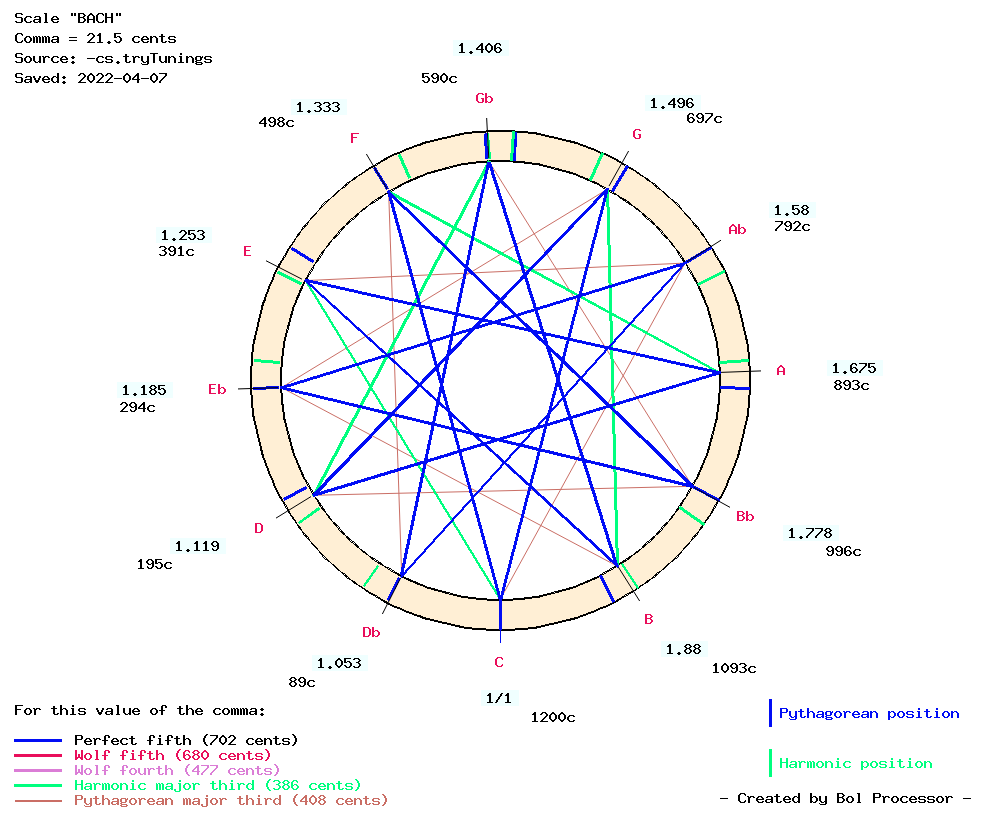 Scale "BACH"
Comma = 21.5 cents
Source: -cs.tryTunings
Saved: 2022-04-07
1.406
590c
Gb
1.333
498c
F
1.496
697c
G
1.253
391c
E
1.58
792c
Ab
1.185
294c
Eb
1.675
893c
A
1.119
195c
D
1.778
996c
Bb
1.053
89c
Db
1.88
1093c
B
C
1/1
1200c
For this value of the comma:
Perfect fifth (702 cents)
Wolf fifth (680 cents)
Wolf fourth (477 cents)
Harmonic major third (386 cents)
Pythagorean major third (408 cents)
Pythagorean position
Harmonic position
- Created by Bol Processor -